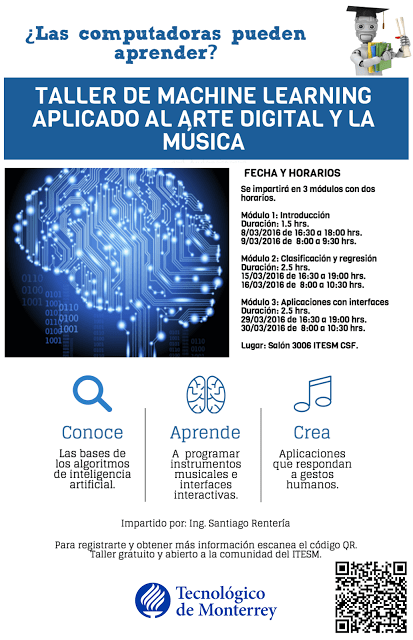 ¿Las computadoras pueden
aprender?
TALLER DE MACHINE LEARNING
APLICADO AL ARTE DIGITAL Y LA
MÚSICA
FECHA Y HORARIOS
Se impartirá en 3 módulos con dos
horarios.
Módulo 1: Introducción
Duración: 1.5 hrs.
8/03/2016 de 16:30 a 18:00 hrs.
9/03/2016 de 8:00 a 9:30 hrs.
Módulo 2: Clasificación y regresión
Duración: 2.5 hrs.
15/03/2016 de 16:30 a 19:00 hrs.
16/03/2016 de 8:00 a 10:30 hrs.
Módulo 3: Aplicaciones con interfaces
Duración: 2.5 hrs.
29/03/2016 de 16:30 a 19:00 hrs.
30/03/2016 de 8:00 a 10:30 hrs.
Lugar: Salón 3006 ITESM CSF.
Conoce
Las bases de
los algoritmos
de inteligencia
artificial.
Aprende
A programar
instrumentos
musicales e
interfaces
interactivas.
Crea
Aplicaciones
que respondan
a gestos
humanos.
Impartido por: Ing. Santiago Rentería
Para registrarte y obtener más información escanea el código QR.
Taller gratuito y abierto a la comunidad del ITESM.
Tecnológico
de Monterrey